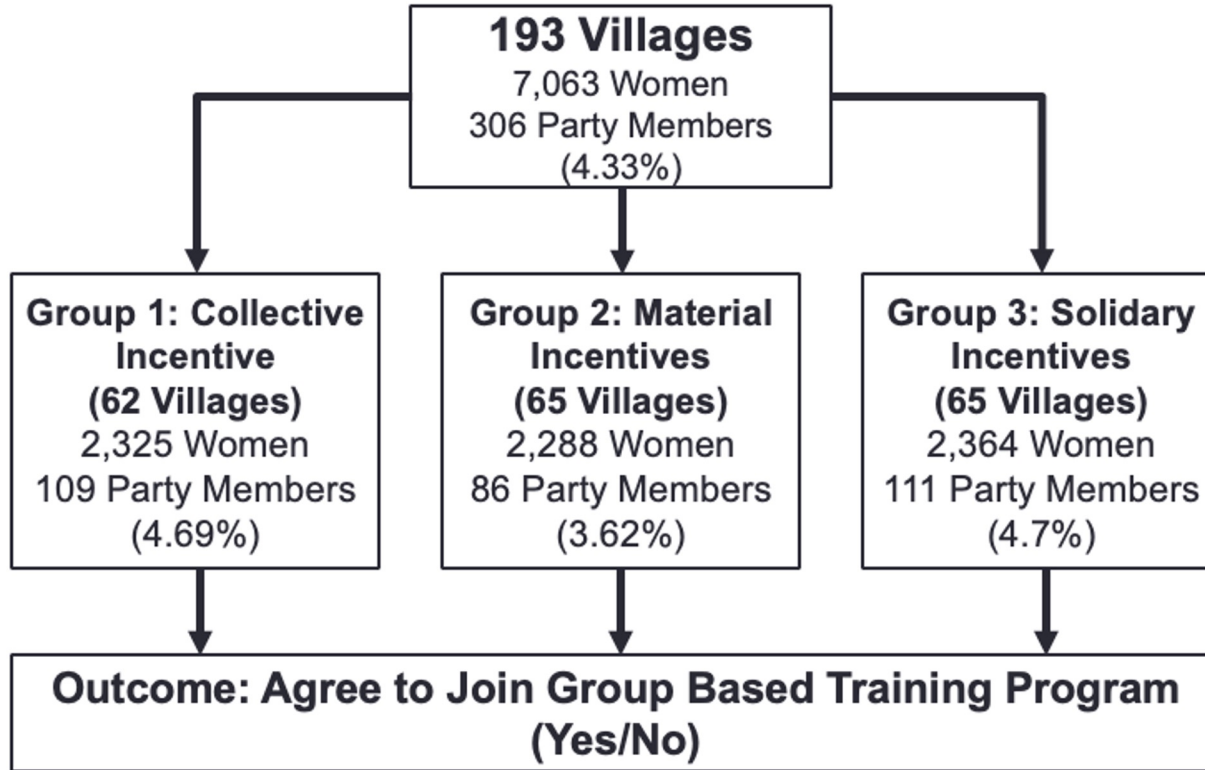 193 Villages
7,063 Women
306 Party Members
(4.33%)
Group 1: Collective
Incentive
(62 Villages)
2,325 Women
109 Party Members
(4.69%)
Group 2: Material
Incentives
(65 Villages)
2,288 Women
86 Party Members
(3.62%)
Group 3: Solidary
Incentives
(65 Villages)
2,364 Women
111 Party Members
(4.7%)
Outcome: Agree to Join Group Based Training Program
(Yes/No)